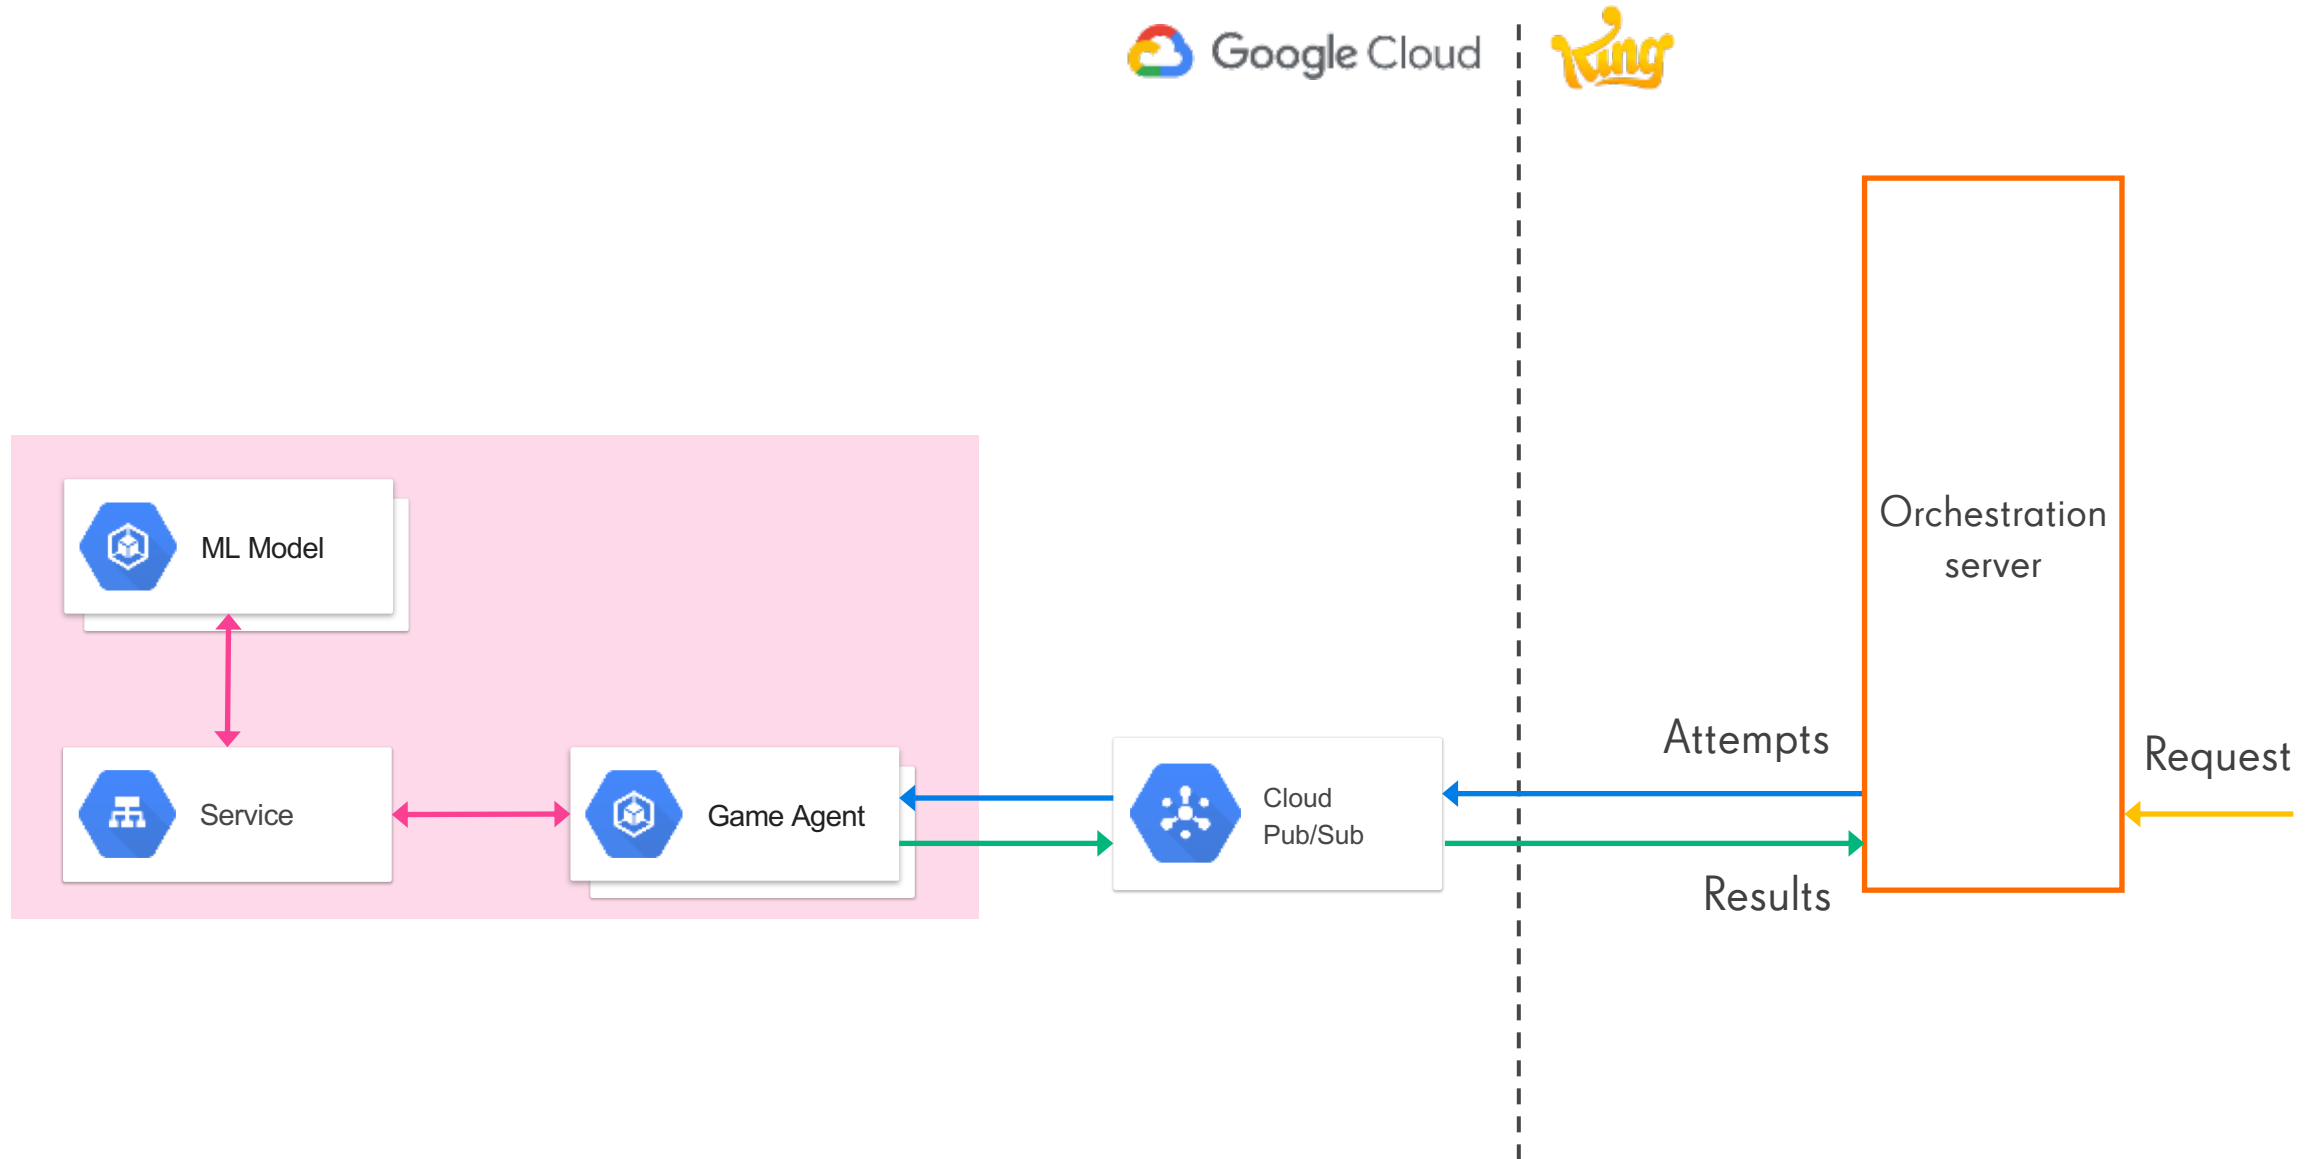 Google Cloud
King
Orchestration
server
ML Model
Attempts
Request
Service
Game Agent
Cloud
Pub/Sub
Results